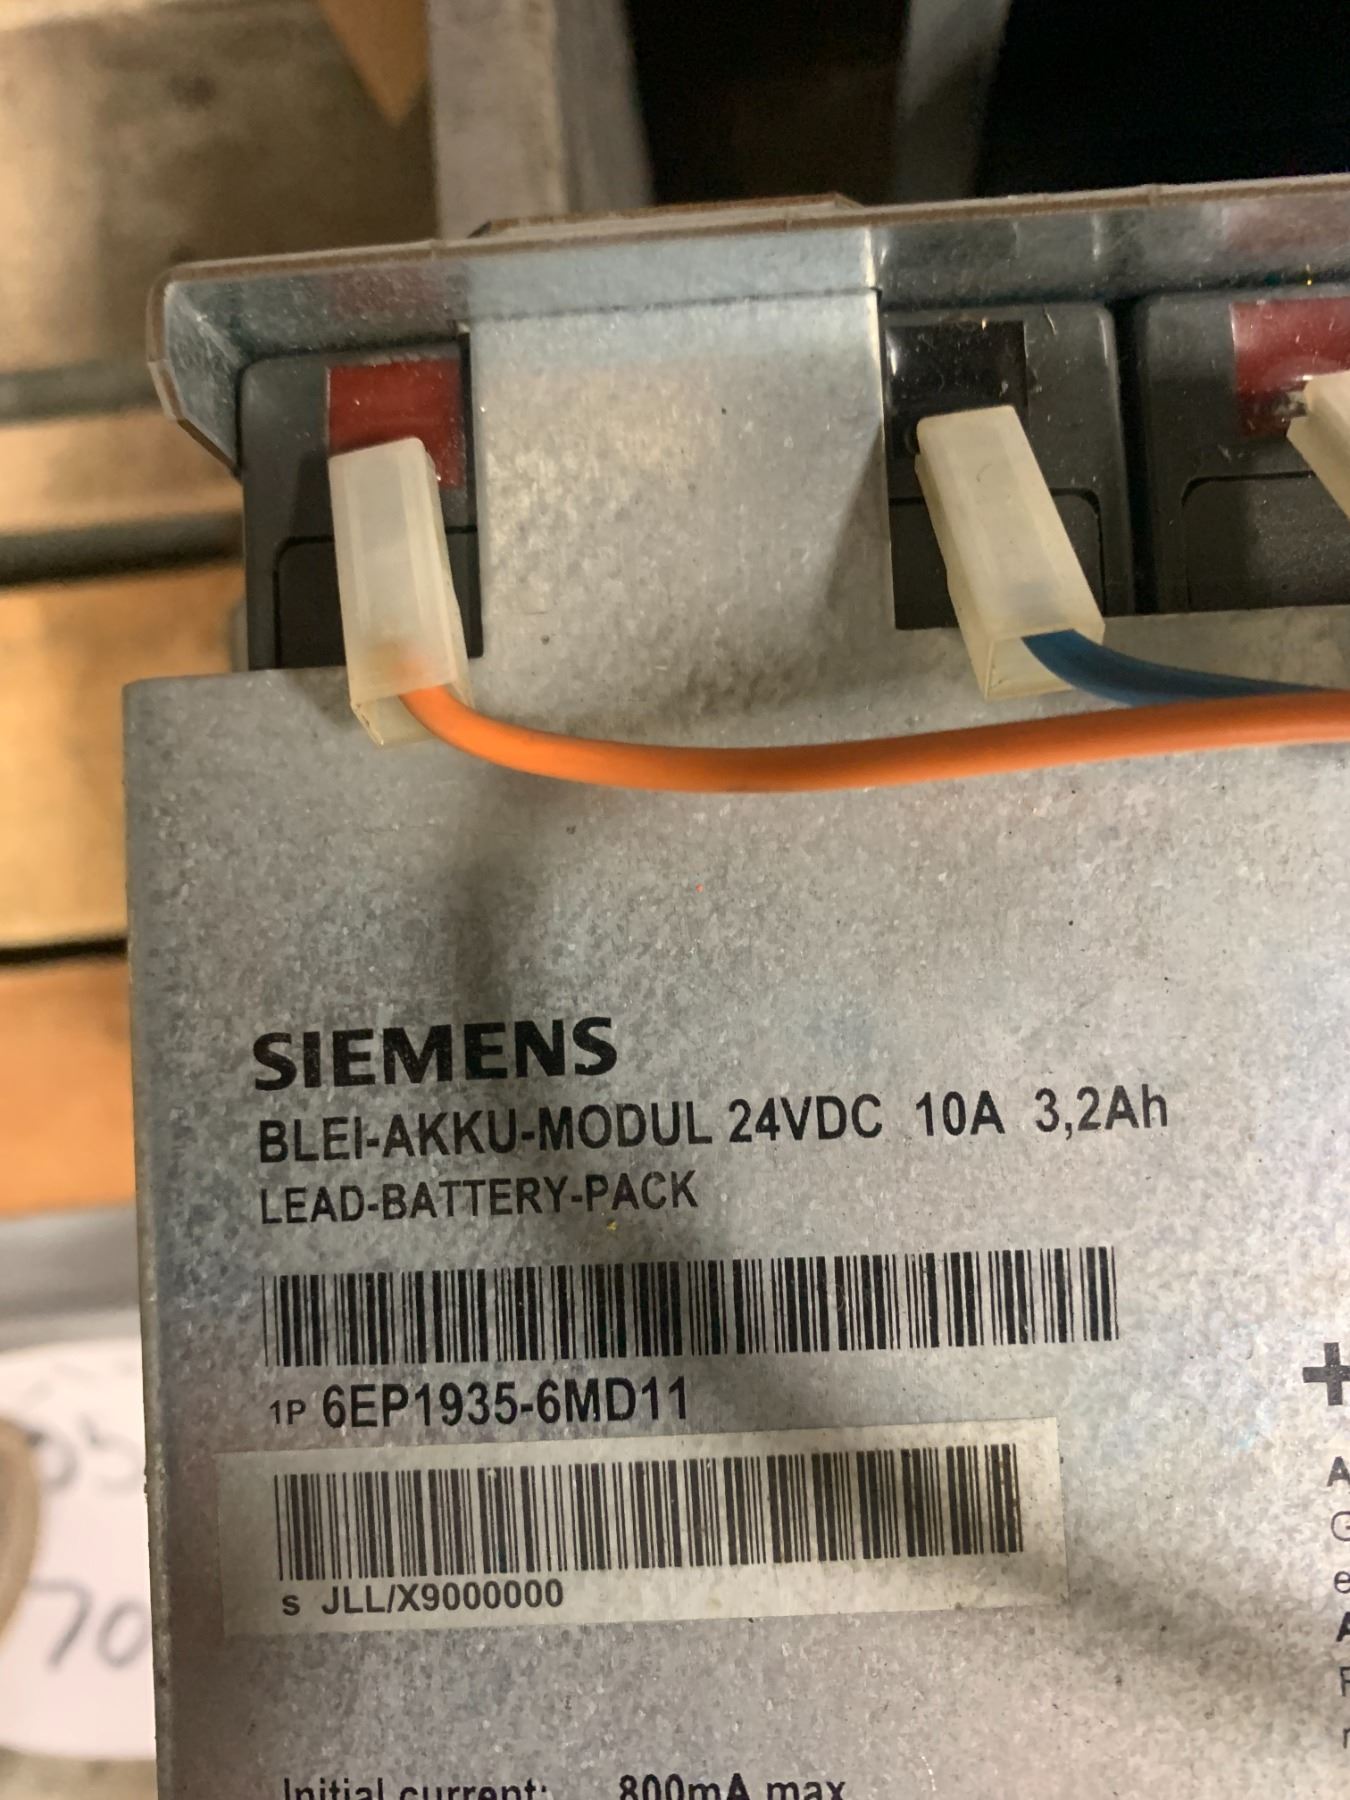 SIEMENS
BLEI-AKKU-MODUL 24VDC 10A 3,2Ah
LEAD-BATTERY-PACK
1P 6EP1935-6MD11
+
s JLL/X9000000
70
Initial current: 800mA max